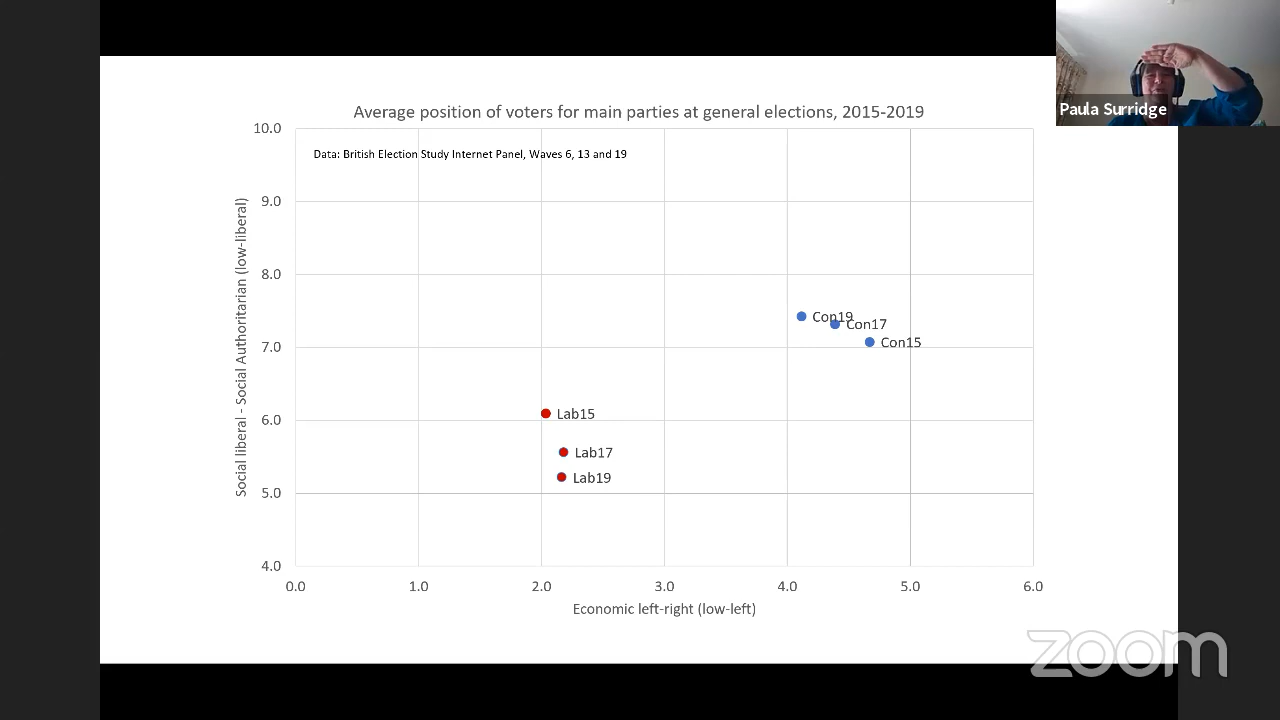 Paula Surridge
Average position of voters for main parties at general elections, 2015-2019
Data: British Election Study Internet Panel, Waves 6, 13 and 19
Social liberal - Social Authoritarian (low-liberal)
10.0
9.0
8.0
7.0
6.0
5.0
4.0
Con19
Con17
Con15
Lab15
Lab17
Lab19
0.0 1.0 2.0 3.0 4.0 5.0 6.0
Economic left-right (low-left)
zoom